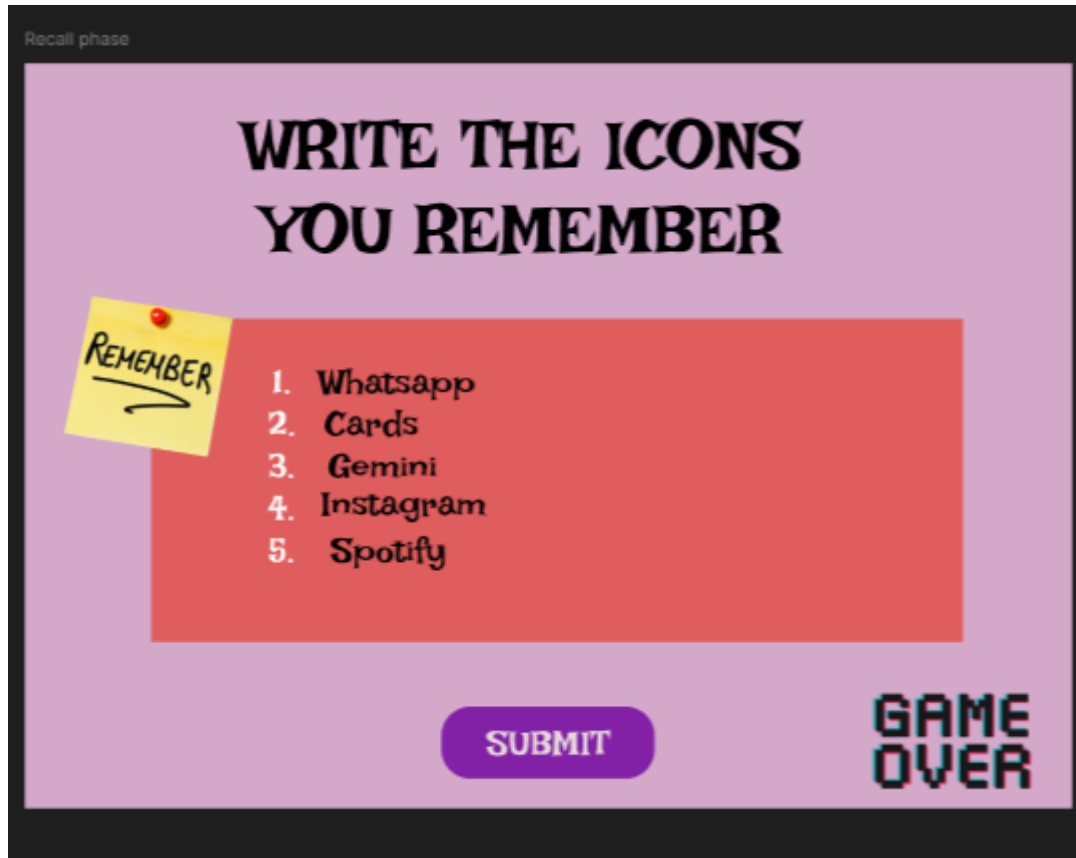 Recall phase
WRITE THE ICONS
YOU REMEMBER
REMEMBER
1. Whatsapp
2. Cards
3. Gemini
4. Instagram
5. Spotify
SUBMIT
GAME
OVER